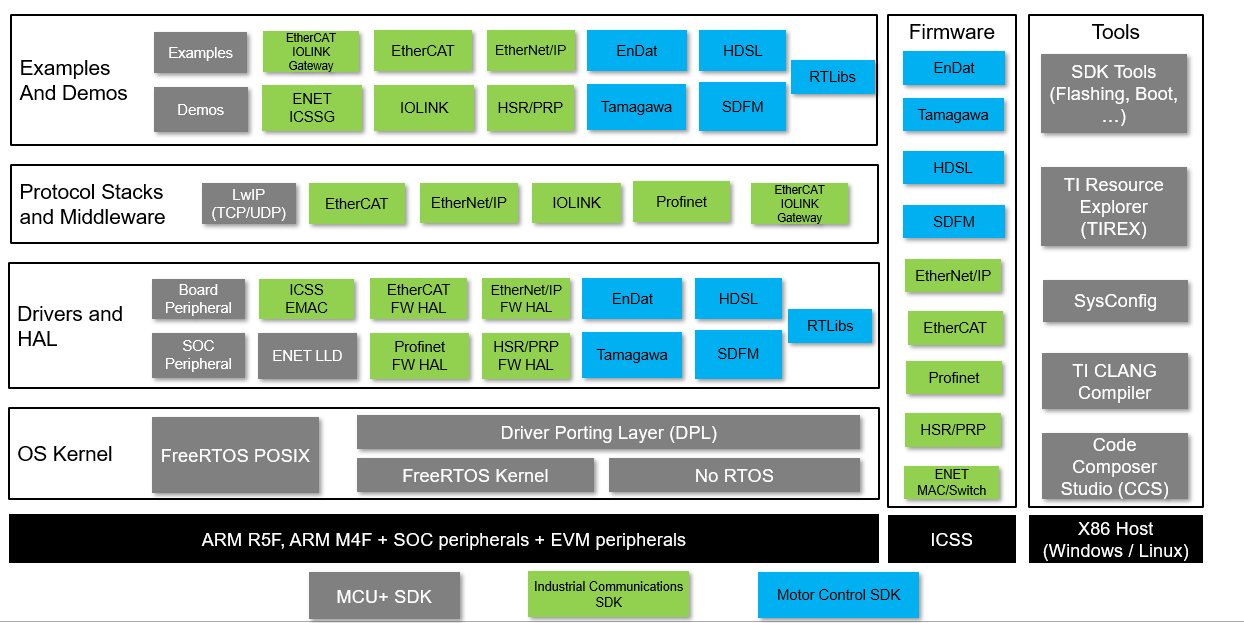 Examples
And Demos
Examples
EtherCAT
IOLINK
Gateway
EtherCAT
EtherNet/IP
EnDat
HDSL
RTLibs
Demos
ENET
ICSSG
IOLINK
HSR/PRP
Tamagawa
SDFM
Protocol Stacks
and Middleware
LwIP
(TCP/UDP)
EtherCAT
EtherNet/IP
IOLINK
Profinet
EtherCAT
IOLINK
Gateway
Drivers and
HAL
Board
Peripheral
ICSS
EMAC
EtherCAT
FW HAL
EtherNet/IP
FW HAL
EnDat
HDSL
RTLibs
SOC
Peripheral
ENET LLD
Profinet
FW HAL
HSR/PRP
FW HAL
Tamagawa
SDFM
OS Kernel
FreeRTOS POSIX
Driver Porting Layer (DPL)
FreeRTOS Kernel
No RTOS
ARM R5F, ARM M4F + SOC peripherals + EVM peripherals
Firmware
EnDat
Tamagawa
HDSL
SDFM
EtherNet/IP
EtherCAT
Profinet
HSR/PRP
ENET
MAC/Switch
ICSS
Tools
SDK Tools
(Flashing, Boot,
…)
TI Resource
Explorer
(TIREX)
SysConfig
TI CLANG
Compiler
Code
Composer
Studio (CCS)
X86 Host
(Windows / Linux)
MCU+ SDK
Industrial Communications
SDK
Motor Control SDK